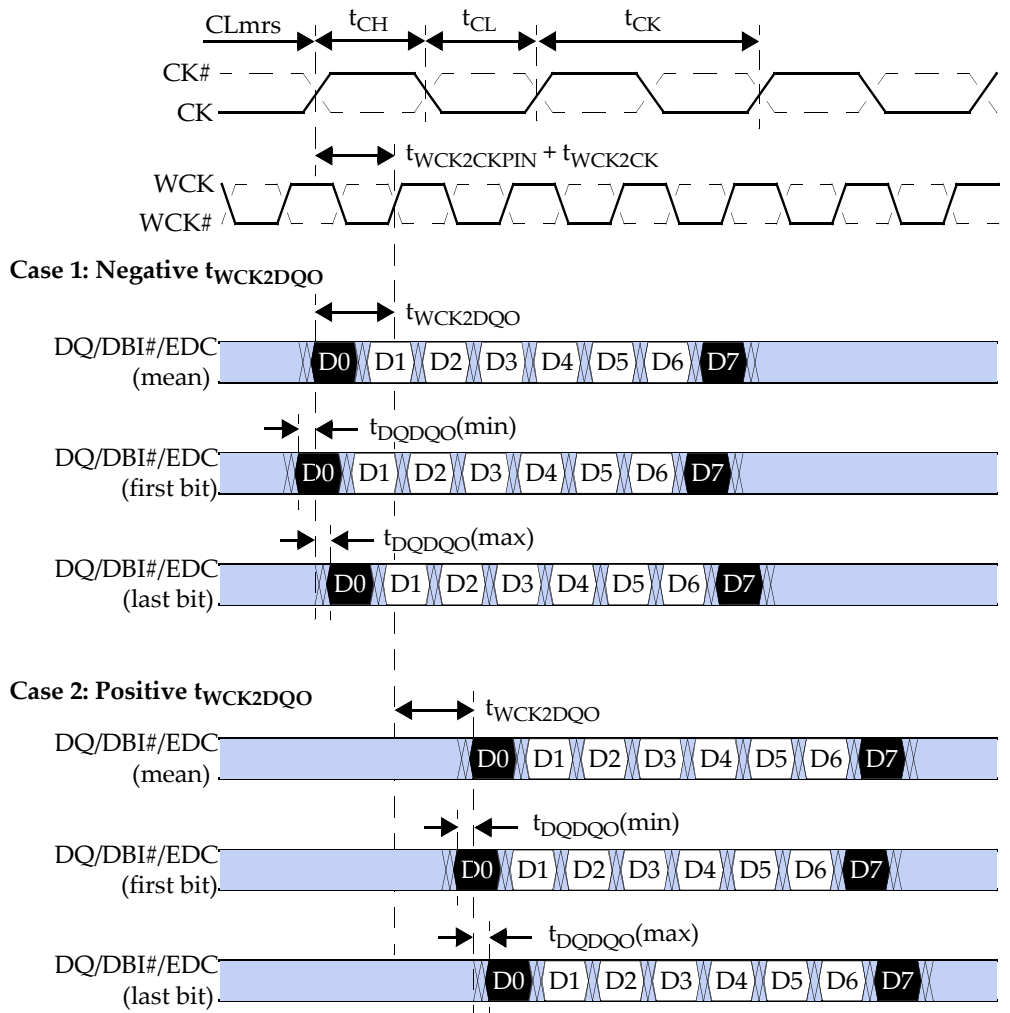 CLmrs tCH tCL tCK
CK#
CK
tWCK2CKPIN + tWCK2CK
WCK
WCK#
Case 1: Negative tWCK2DQO
tWCK2DQO
DQ/DBI#/EDC
(mean)
D0 D1 D2 D3 D4 D5 D6 D7
tDQDQO(min)
DQ/DBI#/EDC
(first bit)
D0 D1 D2 D3 D4 D5 D6 D7
tDQDQO(max)
DQ/DBI#/EDC
(last bit)
D0 D1 D2 D3 D4 D5 D6 D7
Case 2: Positive tWCK2DQO
tWCK2DQO
DQ/DBI#/EDC
(mean)
D0 D1 D2 D3 D4 D5 D6 D7
tDQDQO(min)
DQ/DBI#/EDC
(first bit)
D0 D1 D2 D3 D4 D5 D6 D7
tDQDQO(max)
DQ/DBI#/EDC
(last bit)
D0 D1 D2 D3 D4 D5 D6 D7